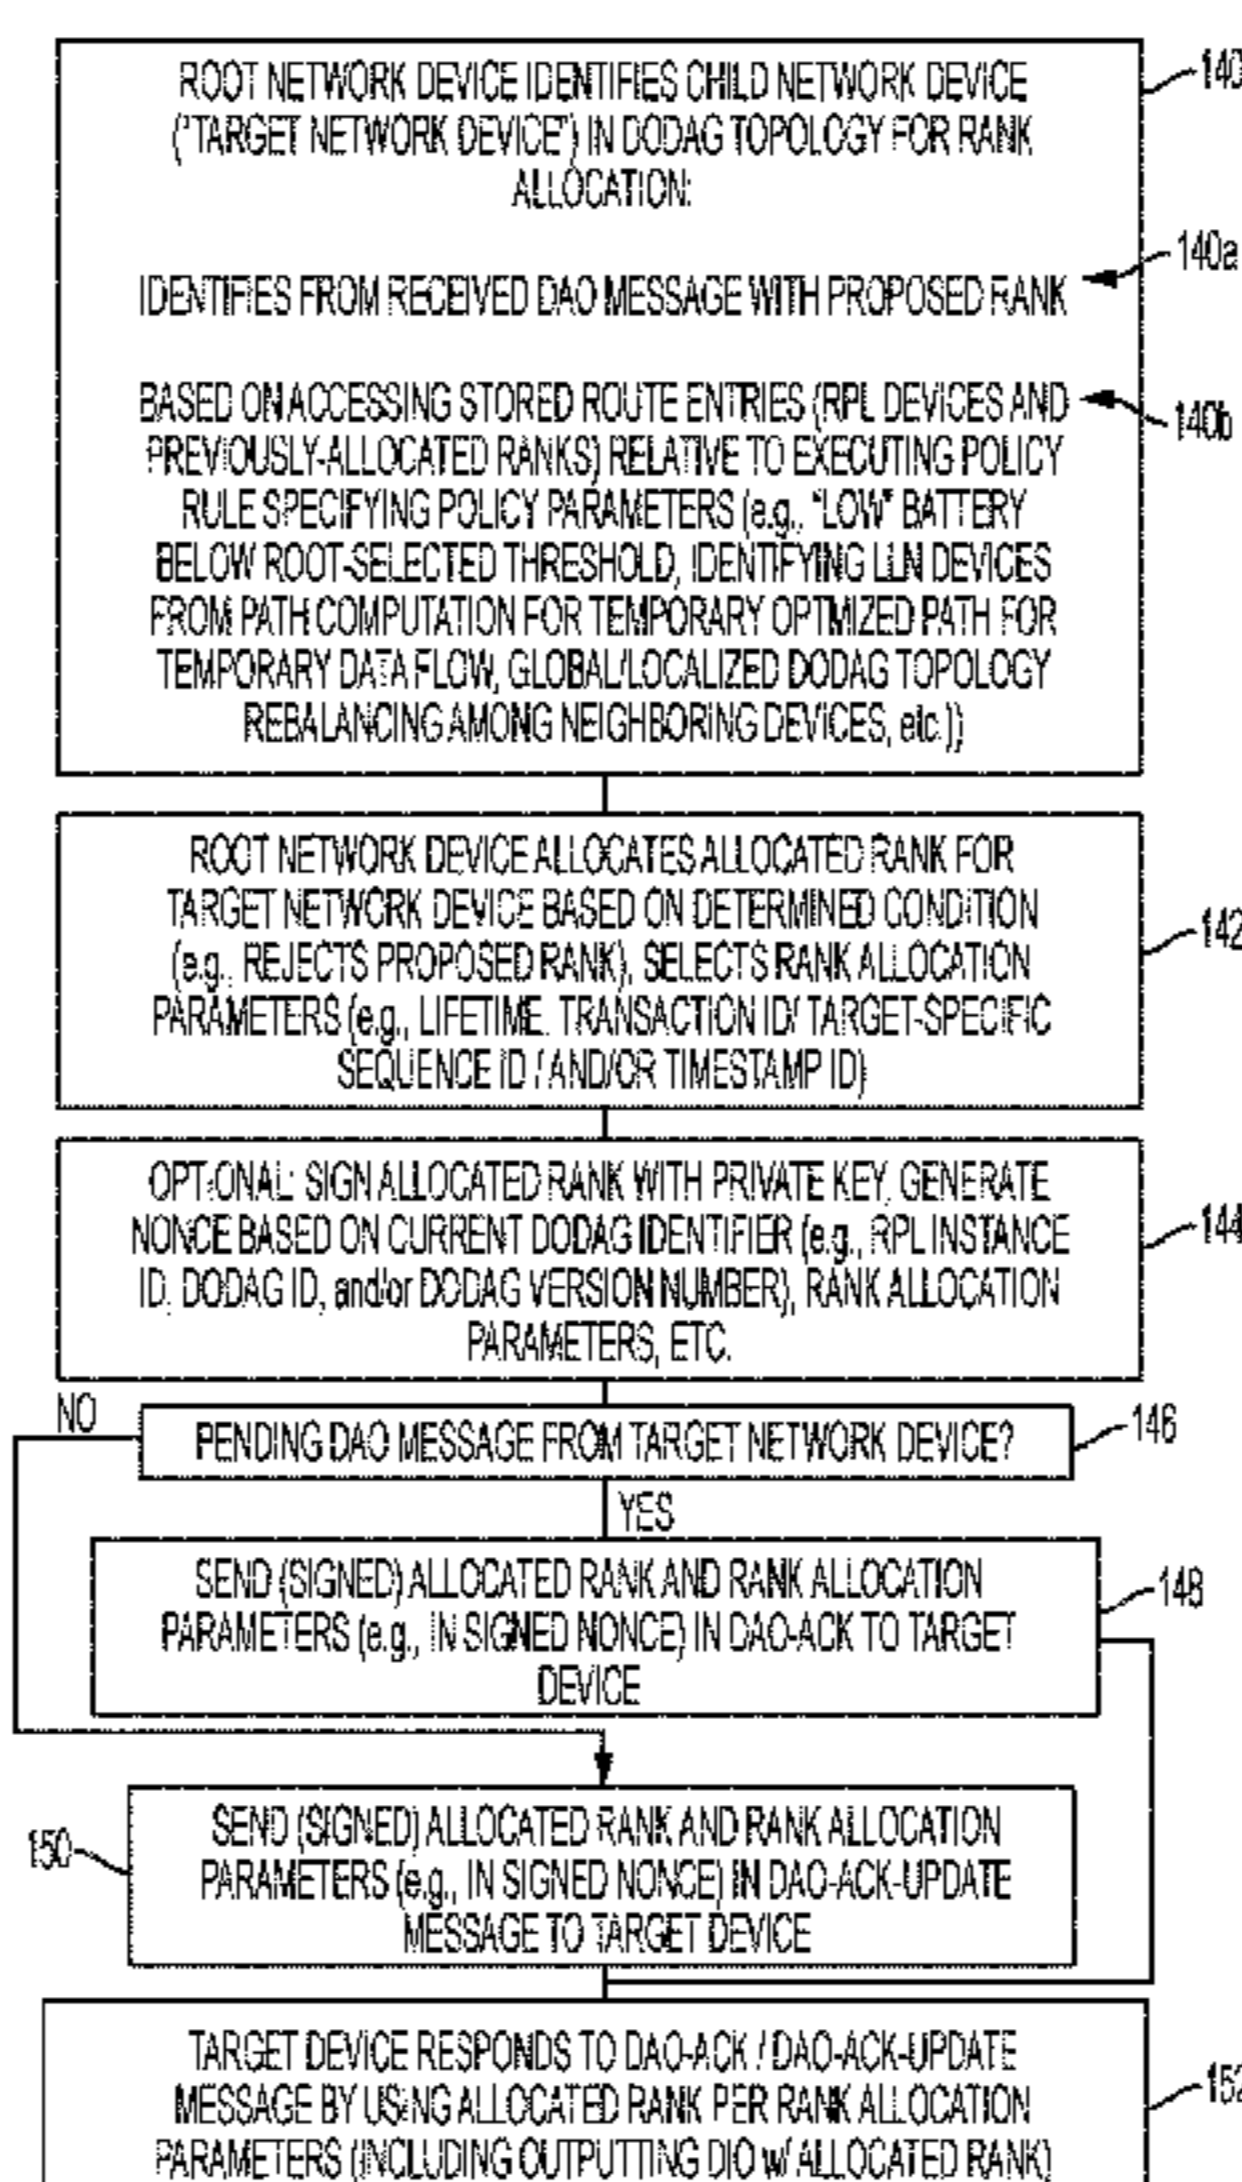 ROOT NETWORK DEVICE IDENTIFIES CHILD NETWORK DEVICE
("TARGET NETWORK DEVICE") IN DODAG TOPOLOGY FOR RANK
ALLOCATION:
140
IDENTIFIES FROM RECEIVED DAO MESSAGE WITH PROPOSED RANK
140a
BASED ON ACCESSING STORED ROUTE ENTRIES (RPL DEVICES AND
PREVIOUSLY-ALLOCATED RANKS) RELATIVE TO EXECUTING POLICY
RULE SPECIFYING POLICY PARAMETERS (e.g., "LOW" BATTERY
BELOW ROOT-SELECTED THRESHOLD, IDENTIFYING LLN DEVICES
FROM PATH COMPUTATION FOR TEMPORARY OPTIMIZED PATH FOR
TEMPORARY DATA FLOW, GLOBAL/LOCALIZED DODAG TOPOLOGY
REBALANCING AMONG NEIGHBORING DEVICES, etc.))
140b
ROOT NETWORK DEVICE ALLOCATES ALLOCATED RANK FOR
TARGET NETWORK DEVICE BASED ON DETERMINED CONDITION
(e.g., REJECTS PROPOSED RANK), SELECTS RANK ALLOCATION
PARAMETERS (e.g., LIFETIME, TRANSACTION ID/ TARGET-SPECIFIC
SEQUENCE ID / AND/OR TIMESTAMP ID)
142
OPTIONAL: SIGN ALLOCATED RANK WITH PRIVATE KEY, GENERATE
NONCE BASED ON CURRENT DODAG IDENTIFIER (e.g., RPL INSTANCE
ID, DODAG ID, and/or DODAG VERSION NUMBER), RANK ALLOCATION
PARAMETERS, ETC.
144
NO
PENDING DAO MESSAGE FROM TARGET NETWORK DEVICE?
146
YES
SEND (SIGNED) ALLOCATED RANK AND RANK ALLOCATION
PARAMETERS (e.g., IN SIGNED NONCE) IN DAO-ACK TO TARGET
DEVICE
148
150
SEND (SIGNED) ALLOCATED RANK AND RANK ALLOCATION
PARAMETERS (e.g., IN SIGNED NONCE) IN DAO-ACK-UPDATE
MESSAGE TO TARGET DEVICE
TARGET DEVICE RESPONDS TO DAO-ACK / DAO-ACK-UPDATE
MESSAGE BY USING ALLOCATED RANK PER RANK ALLOCATION
PARAMETERS (INCLUDING OUTPUTTING DIO w/ ALLOCATED RANK)
152